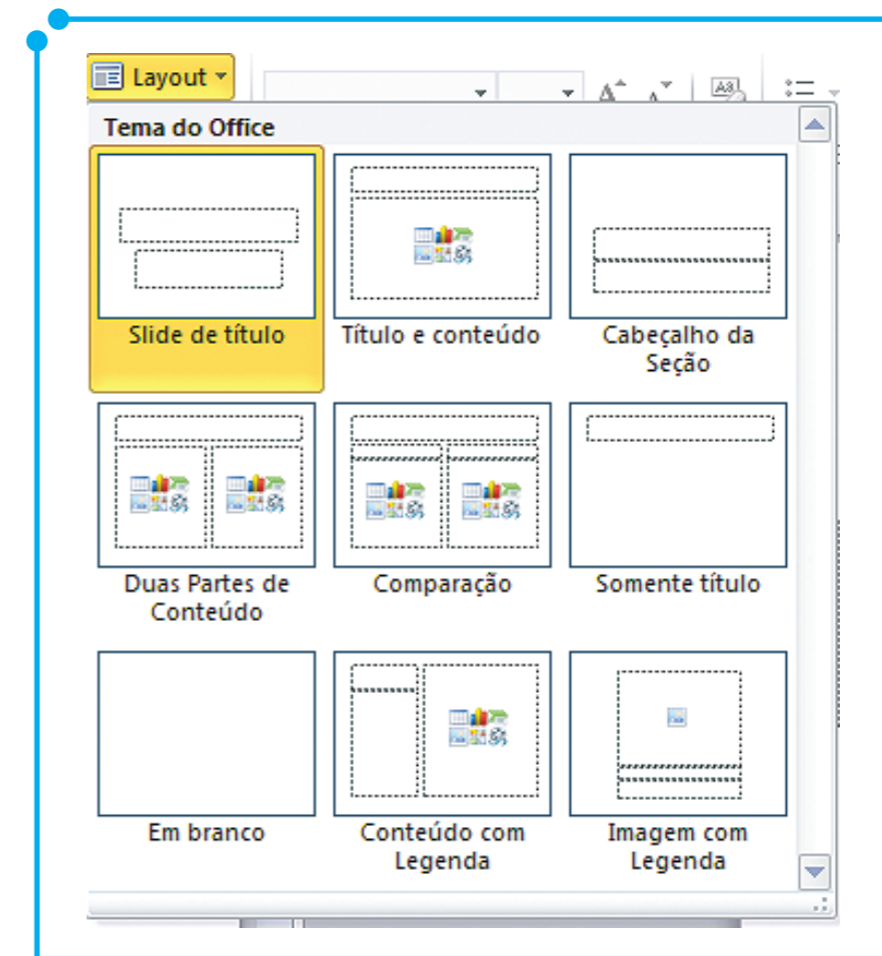 Layout
Tema do Office
Slide de título
Título e conteúdo
Cabeçalho da
Seção
Duas Partes de
Conteúdo
Comparação
Somente título
Em branco
Conteúdo com
Legenda
Imagem com
Legenda